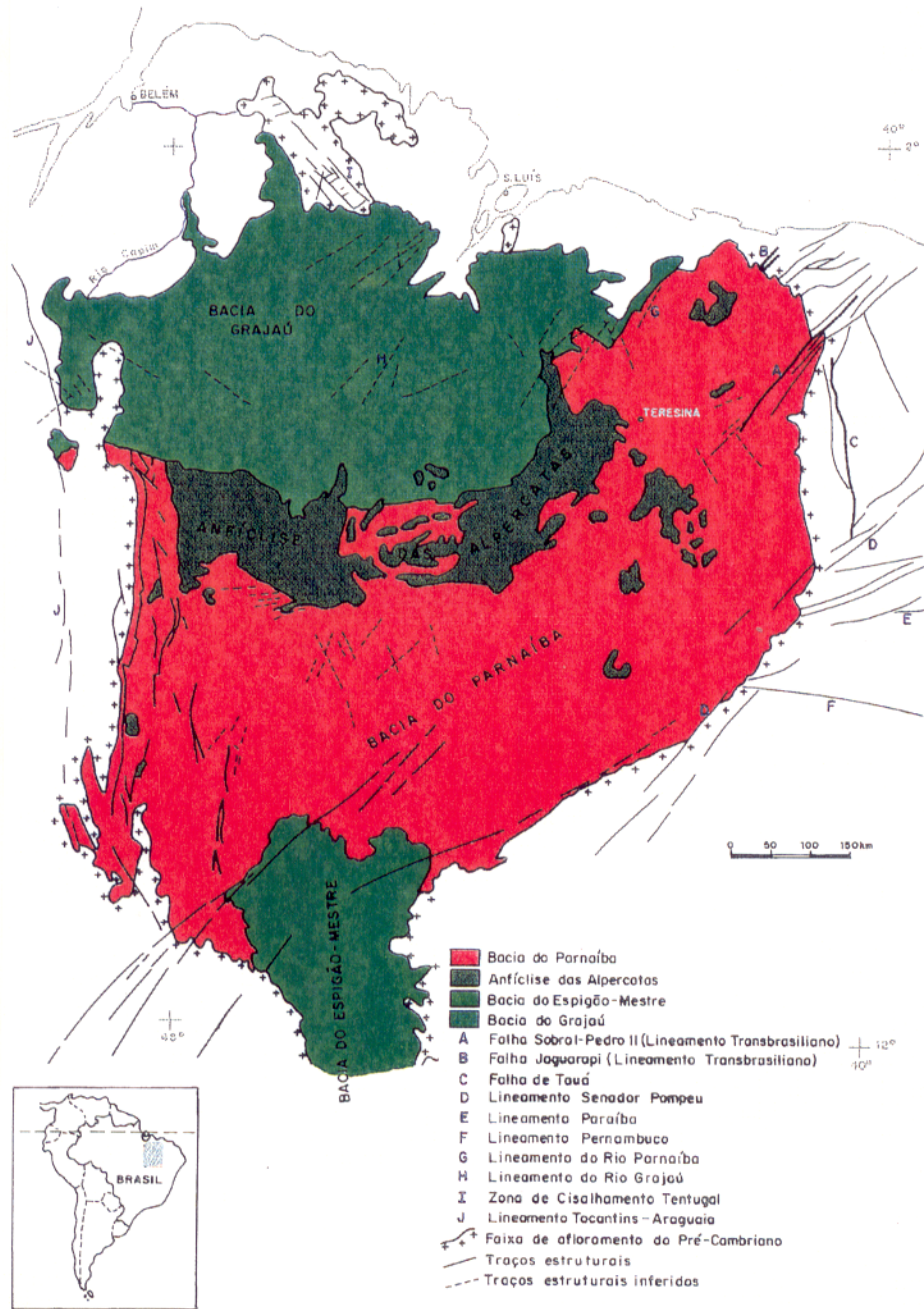 BELÉM
40°
2°
I
S. LUÍS
Rio Capim
B
BACIA DO
GRAJAÚ
G
J
H
A
TERESINA
C
ANFÍCLISE
DAS
ALPERCATAS
D
J
E
BACIA DO PARNAÍBA
D
F
0 50 100 150km
BACIA DO ESPIGÃO-MESTRE
48°
12°
40°
Bacia do Parnaíba
Anfíclise das Alpercatas
Bacia do Espigão-Mestre
Bacia do Grajaú
A Falha Sobral-Pedro II (Lineamento Transbrasiliano)
B Falha Jaguarapi (Lineamento Transbrasiliano)
C Falha de Tauá
D Lineamento Senador Pompeu
E Lineamento Paraíba
F Lineamento Pernambuco
G Lineamento do Rio Parnaíba
H Lineamento do Rio Grajaú
I Zona de Cisalhamento Tentugal
J Lineamento Tocantins-Araguaia
Faixa de afloramento do Pré-Cambriano
Traços estruturais
Traços estruturais inferidos
BRASIL